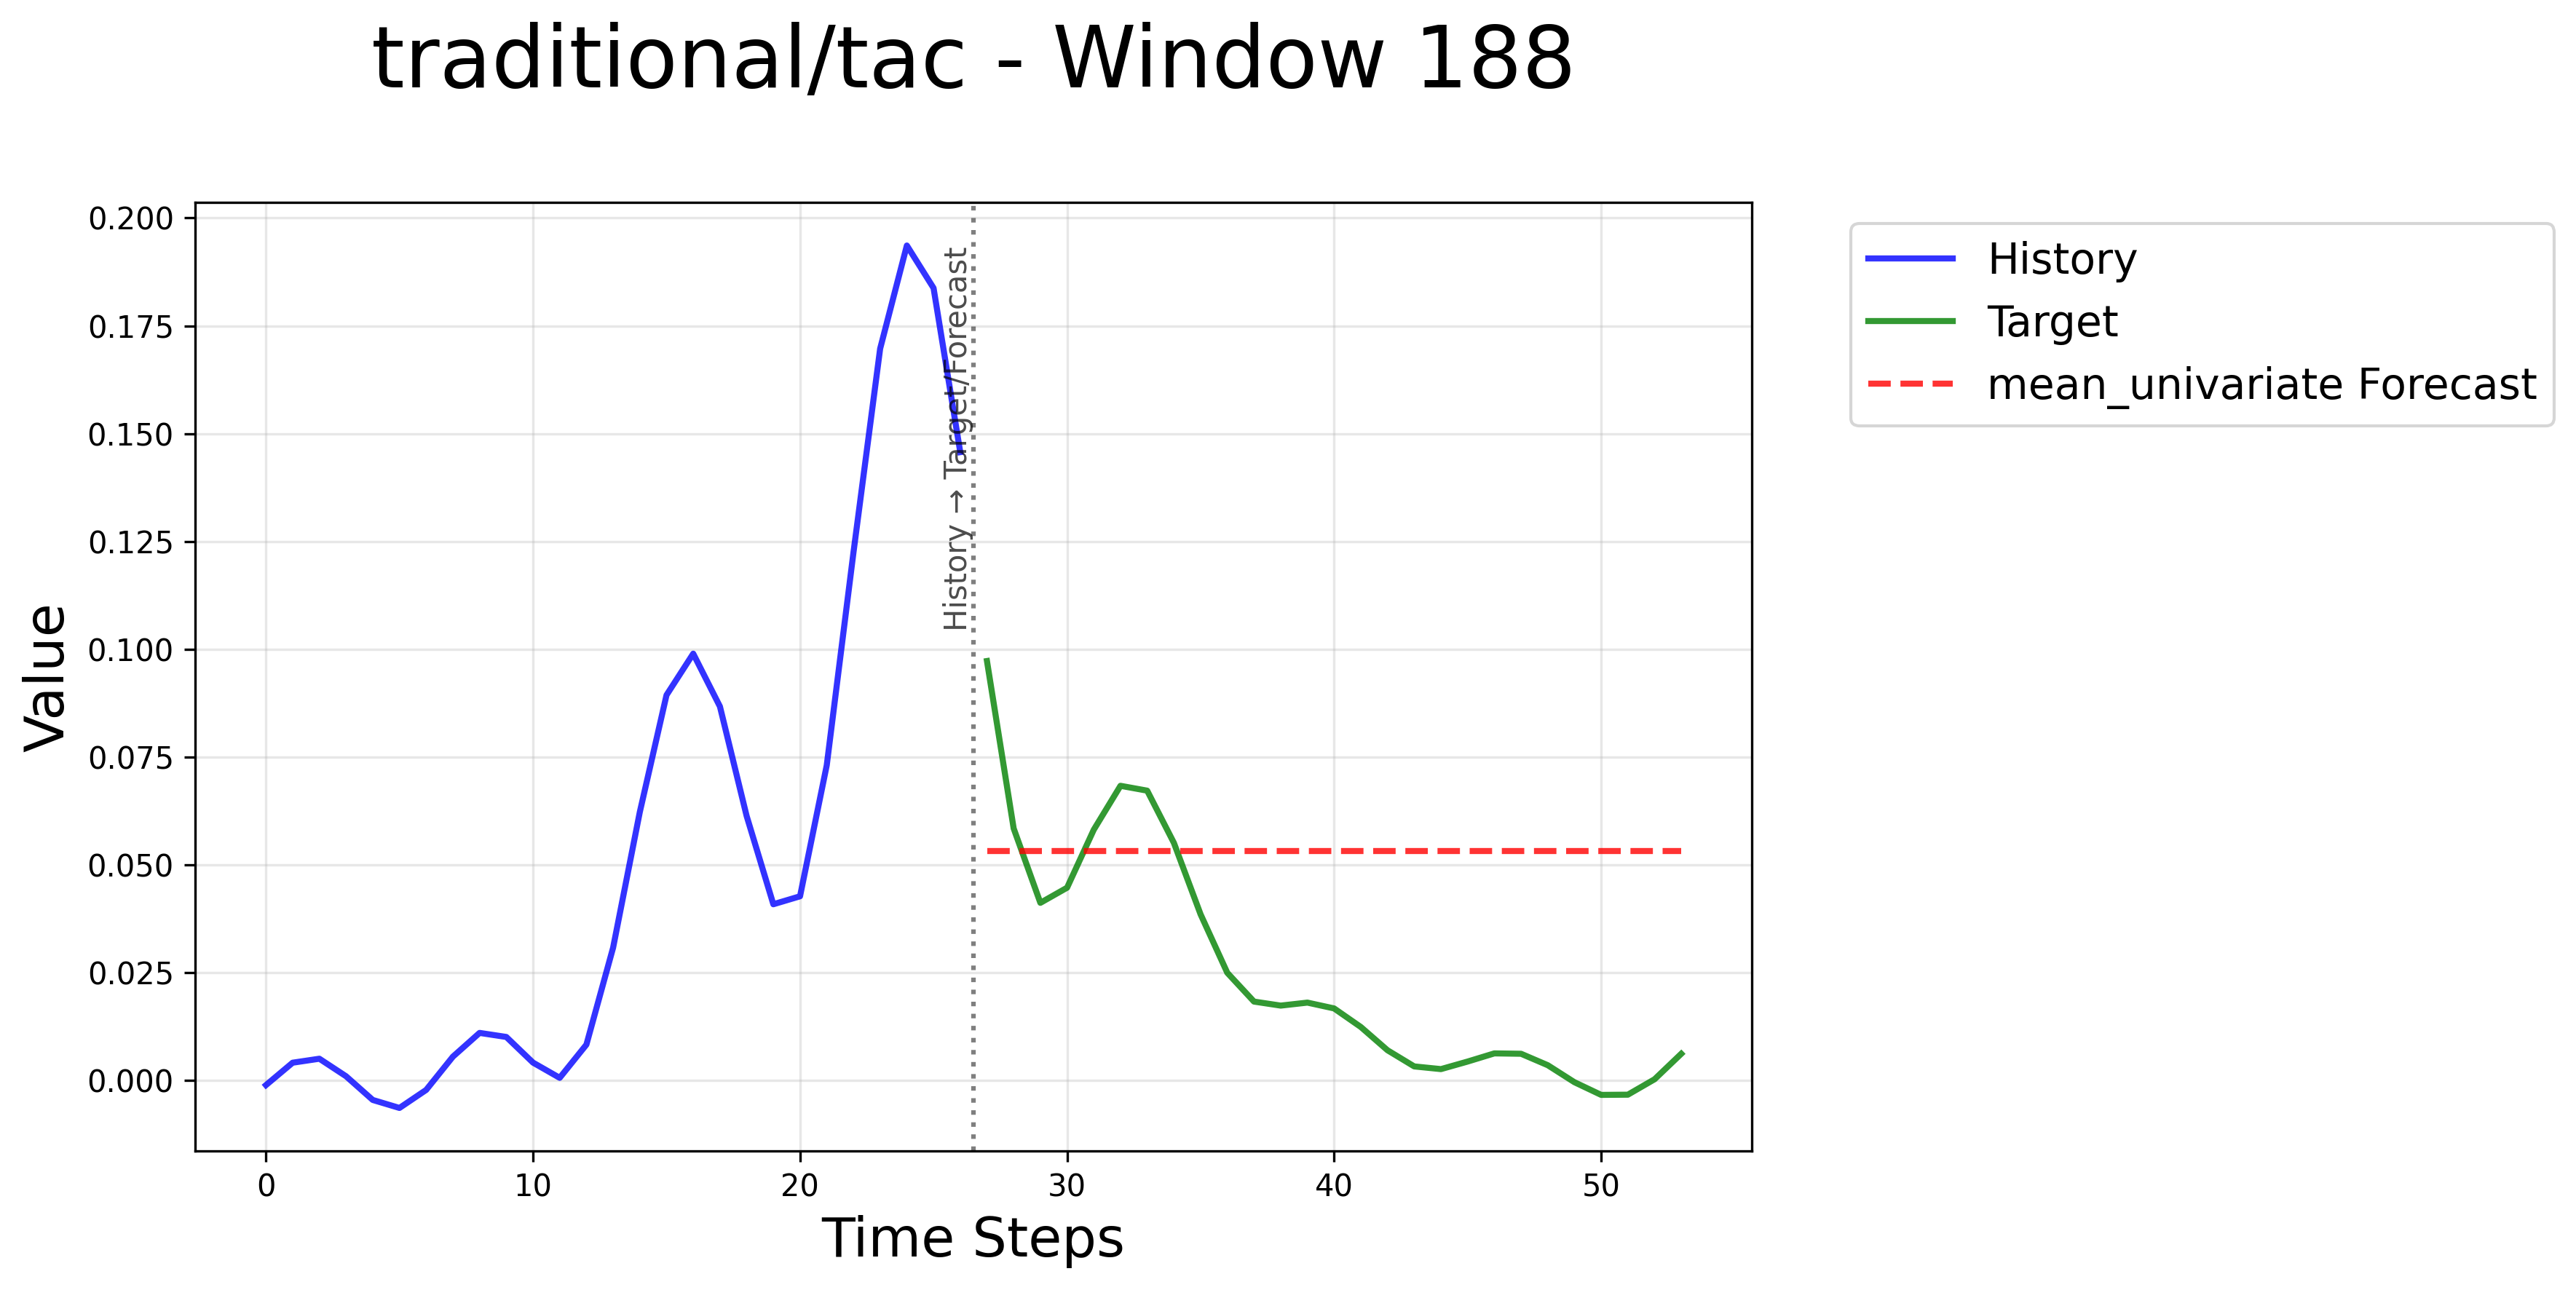 traditional/tac - Window 188
0.200
0.175
0.150
0.125
0.100
0.075
0.050
0.025
0.000
Value
History → Target/Forecast
0
10
20
30
40
50
Time Steps
History
Target
mean_univariate Forecast